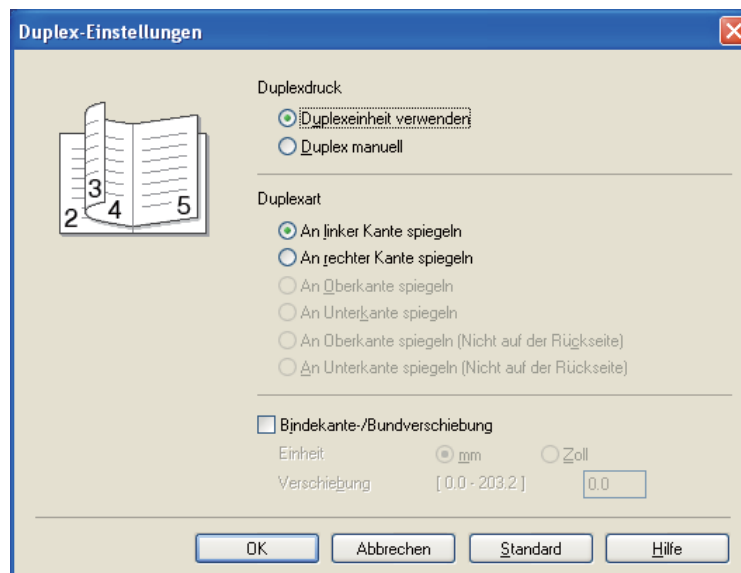 Duplex-Einstellungen
Duplexdruck
Duplexeinheit verwenden
Duplex manuell
2 3 4 5
Duplexart
An linker Kante spiegeln
An rechter Kante spiegeln
An Oberkante spiegeln
An Unterkante spiegeln
An Oberkante spiegeln (Nicht auf der Rückseite)
An Unterkante spiegeln (Nicht auf der Rückseite)
Bindekante-/Bundverschiebung
Einheit mm Zoll
Verschiebung [ 0.0 - 203.2 ] 0.0
OK Abbrechen Standard Hilfe